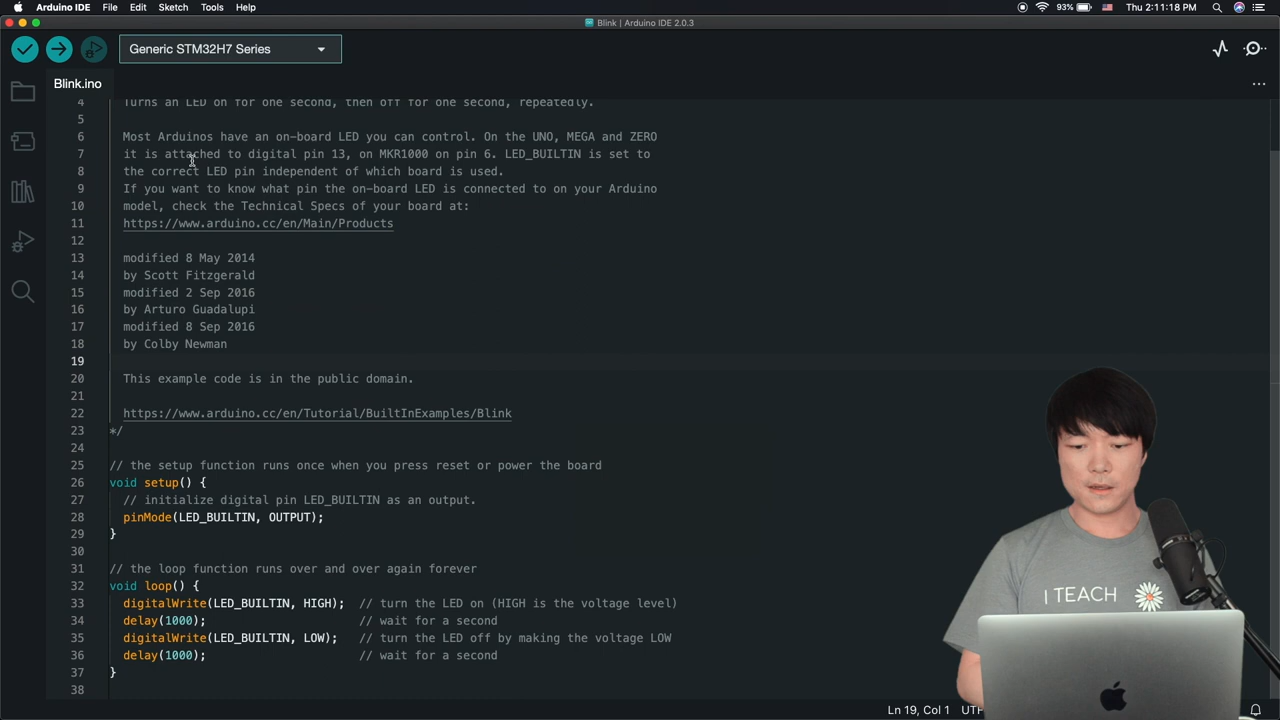 Arduino IDE File Edit Sketch Tools Help 93% Thu 2:11:18 PM
Blink | Arduino IDE 2.0.3
Generic STM32H7 Series
Blink.ino
4 Turns an LED on for one second, then off for one second, repeatedly.
5
6 Most Arduinos have an on-board LED you can control. On the UNO, MEGA and ZERO
7 it is attached to digital pin 13, on MKR1000 on pin 6. LED_BUILTIN is set to
8 the correct LED pin independent of which board is used.
9 If you want to know what pin the on-board LED is connected to on your Arduino
10 model, check the Technical Specs of your board at:
11 https://www.arduino.cc/en/Main/Products
12
13 modified 8 May 2014
14 by Scott Fitzgerald
15 modified 2 Sep 2016
16 by Arturo Guadalupi
17 modified 8 Sep 2016
18 by Colby Newman
19
20 This example code is in the public domain.
21
22 https://www.arduino.cc/en/Tutorial/BuiltInExamples/Blink
23 */
24
25 // the setup function runs once when you press reset or power the board
26 void setup() {
27 // initialize digital pin LED_BUILTIN as an output.
28 pinMode(LED_BUILTIN, OUTPUT);
29 }
30
31 // the loop function runs over and over again forever
32 void loop() {
33 digitalWrite(LED_BUILTIN, HIGH); // turn the LED on (HIGH is the voltage level)
34 delay(1000); // wait for a second
35 digitalWrite(LED_BUILTIN, LOW); // turn the LED off by making the voltage LOW
36 delay(1000); // wait for a second
37 }
38
I TEACH
Ln 19, Col 1 UTF